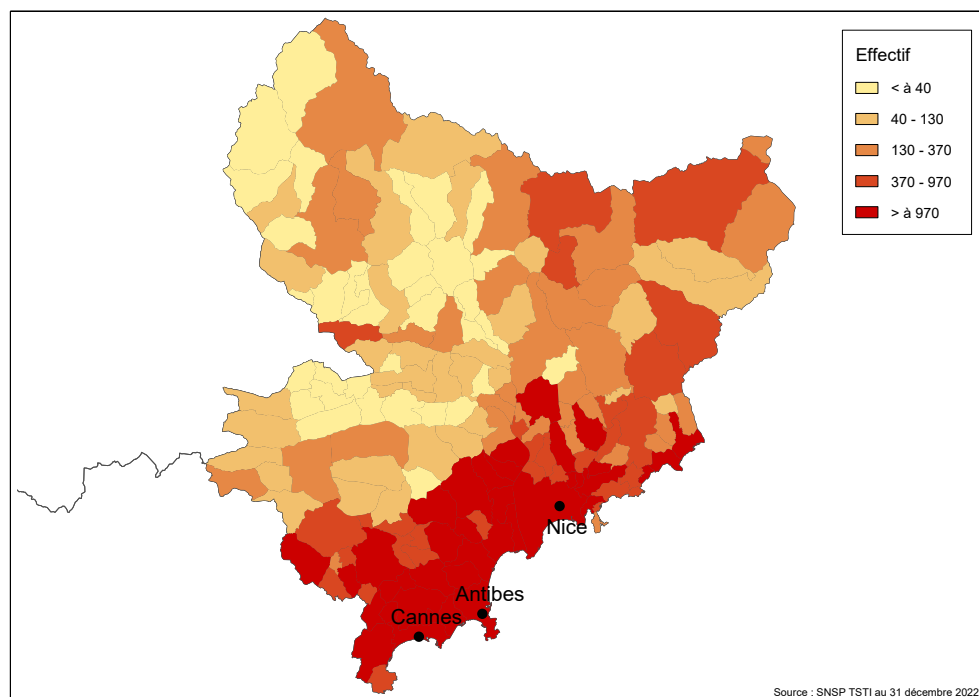 Effectif
< à 40
40 - 130
130 - 370
370 - 970
> à 970
Nice
Antibes
Cannes
Source : SNSP TSTI au 31 décembre 2022